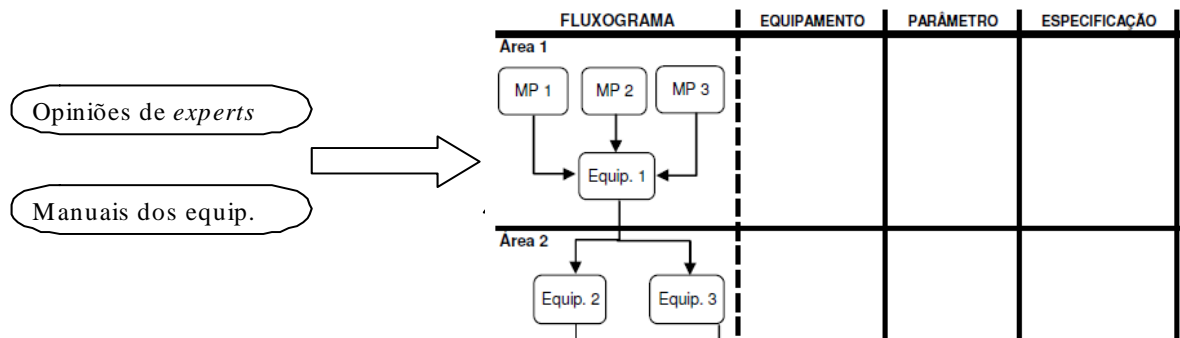 FLUXOGRAMA EQUIPAMENTO PARÂMETRO ESPECIFICAÇÃO
Área 1
MP 1 MP 2 MP 3
Opiniões de experts
Equip. 1
Manuais dos equip.
Área 2
Equip. 2 Equip. 3